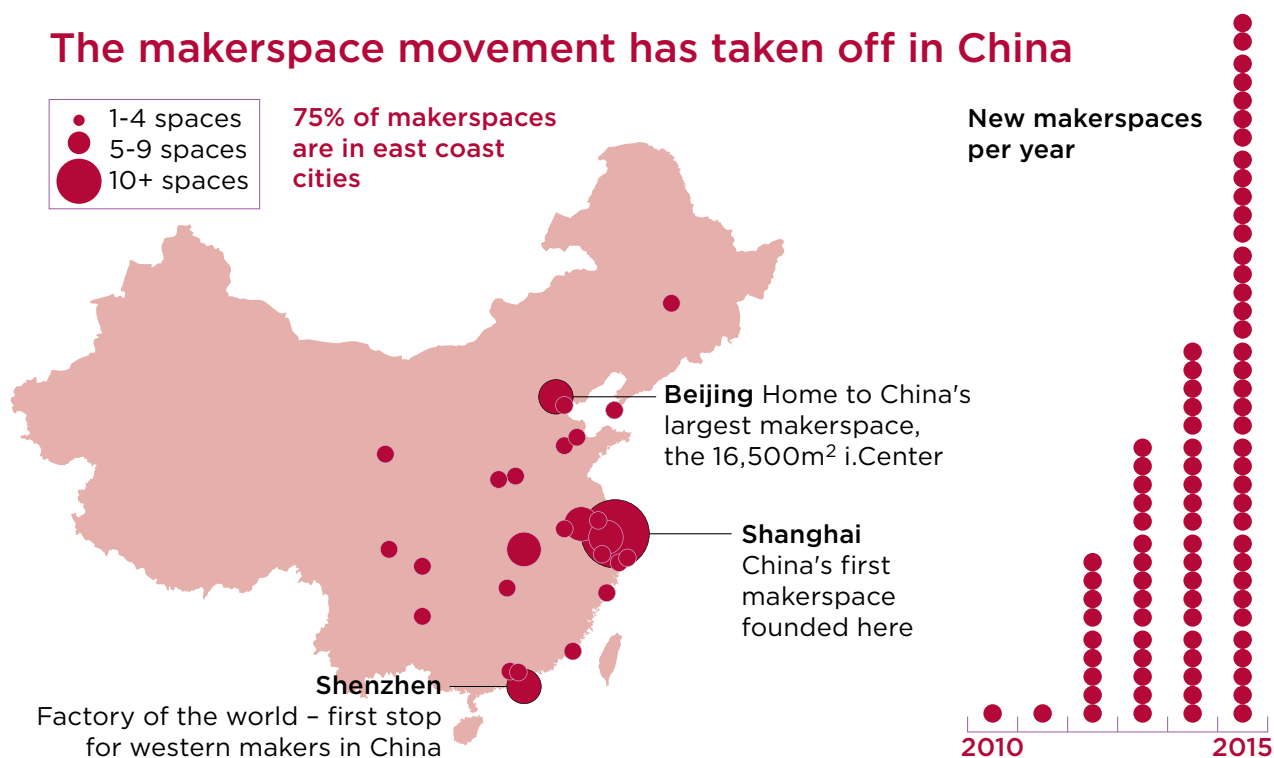 The makerspace movement has taken off in China
1-4 spaces
5-9 spaces
10+ spaces
75% of makerspaces
are in east coast
cities
New makerspaces
per year
Beijing Home to China's
largest makerspace,
the 16,500m² i.Center
Shanghai
China's first
makerspace
founded here
Shenzhen
Factory of the world – first stop
for western makers in China
2010
2015